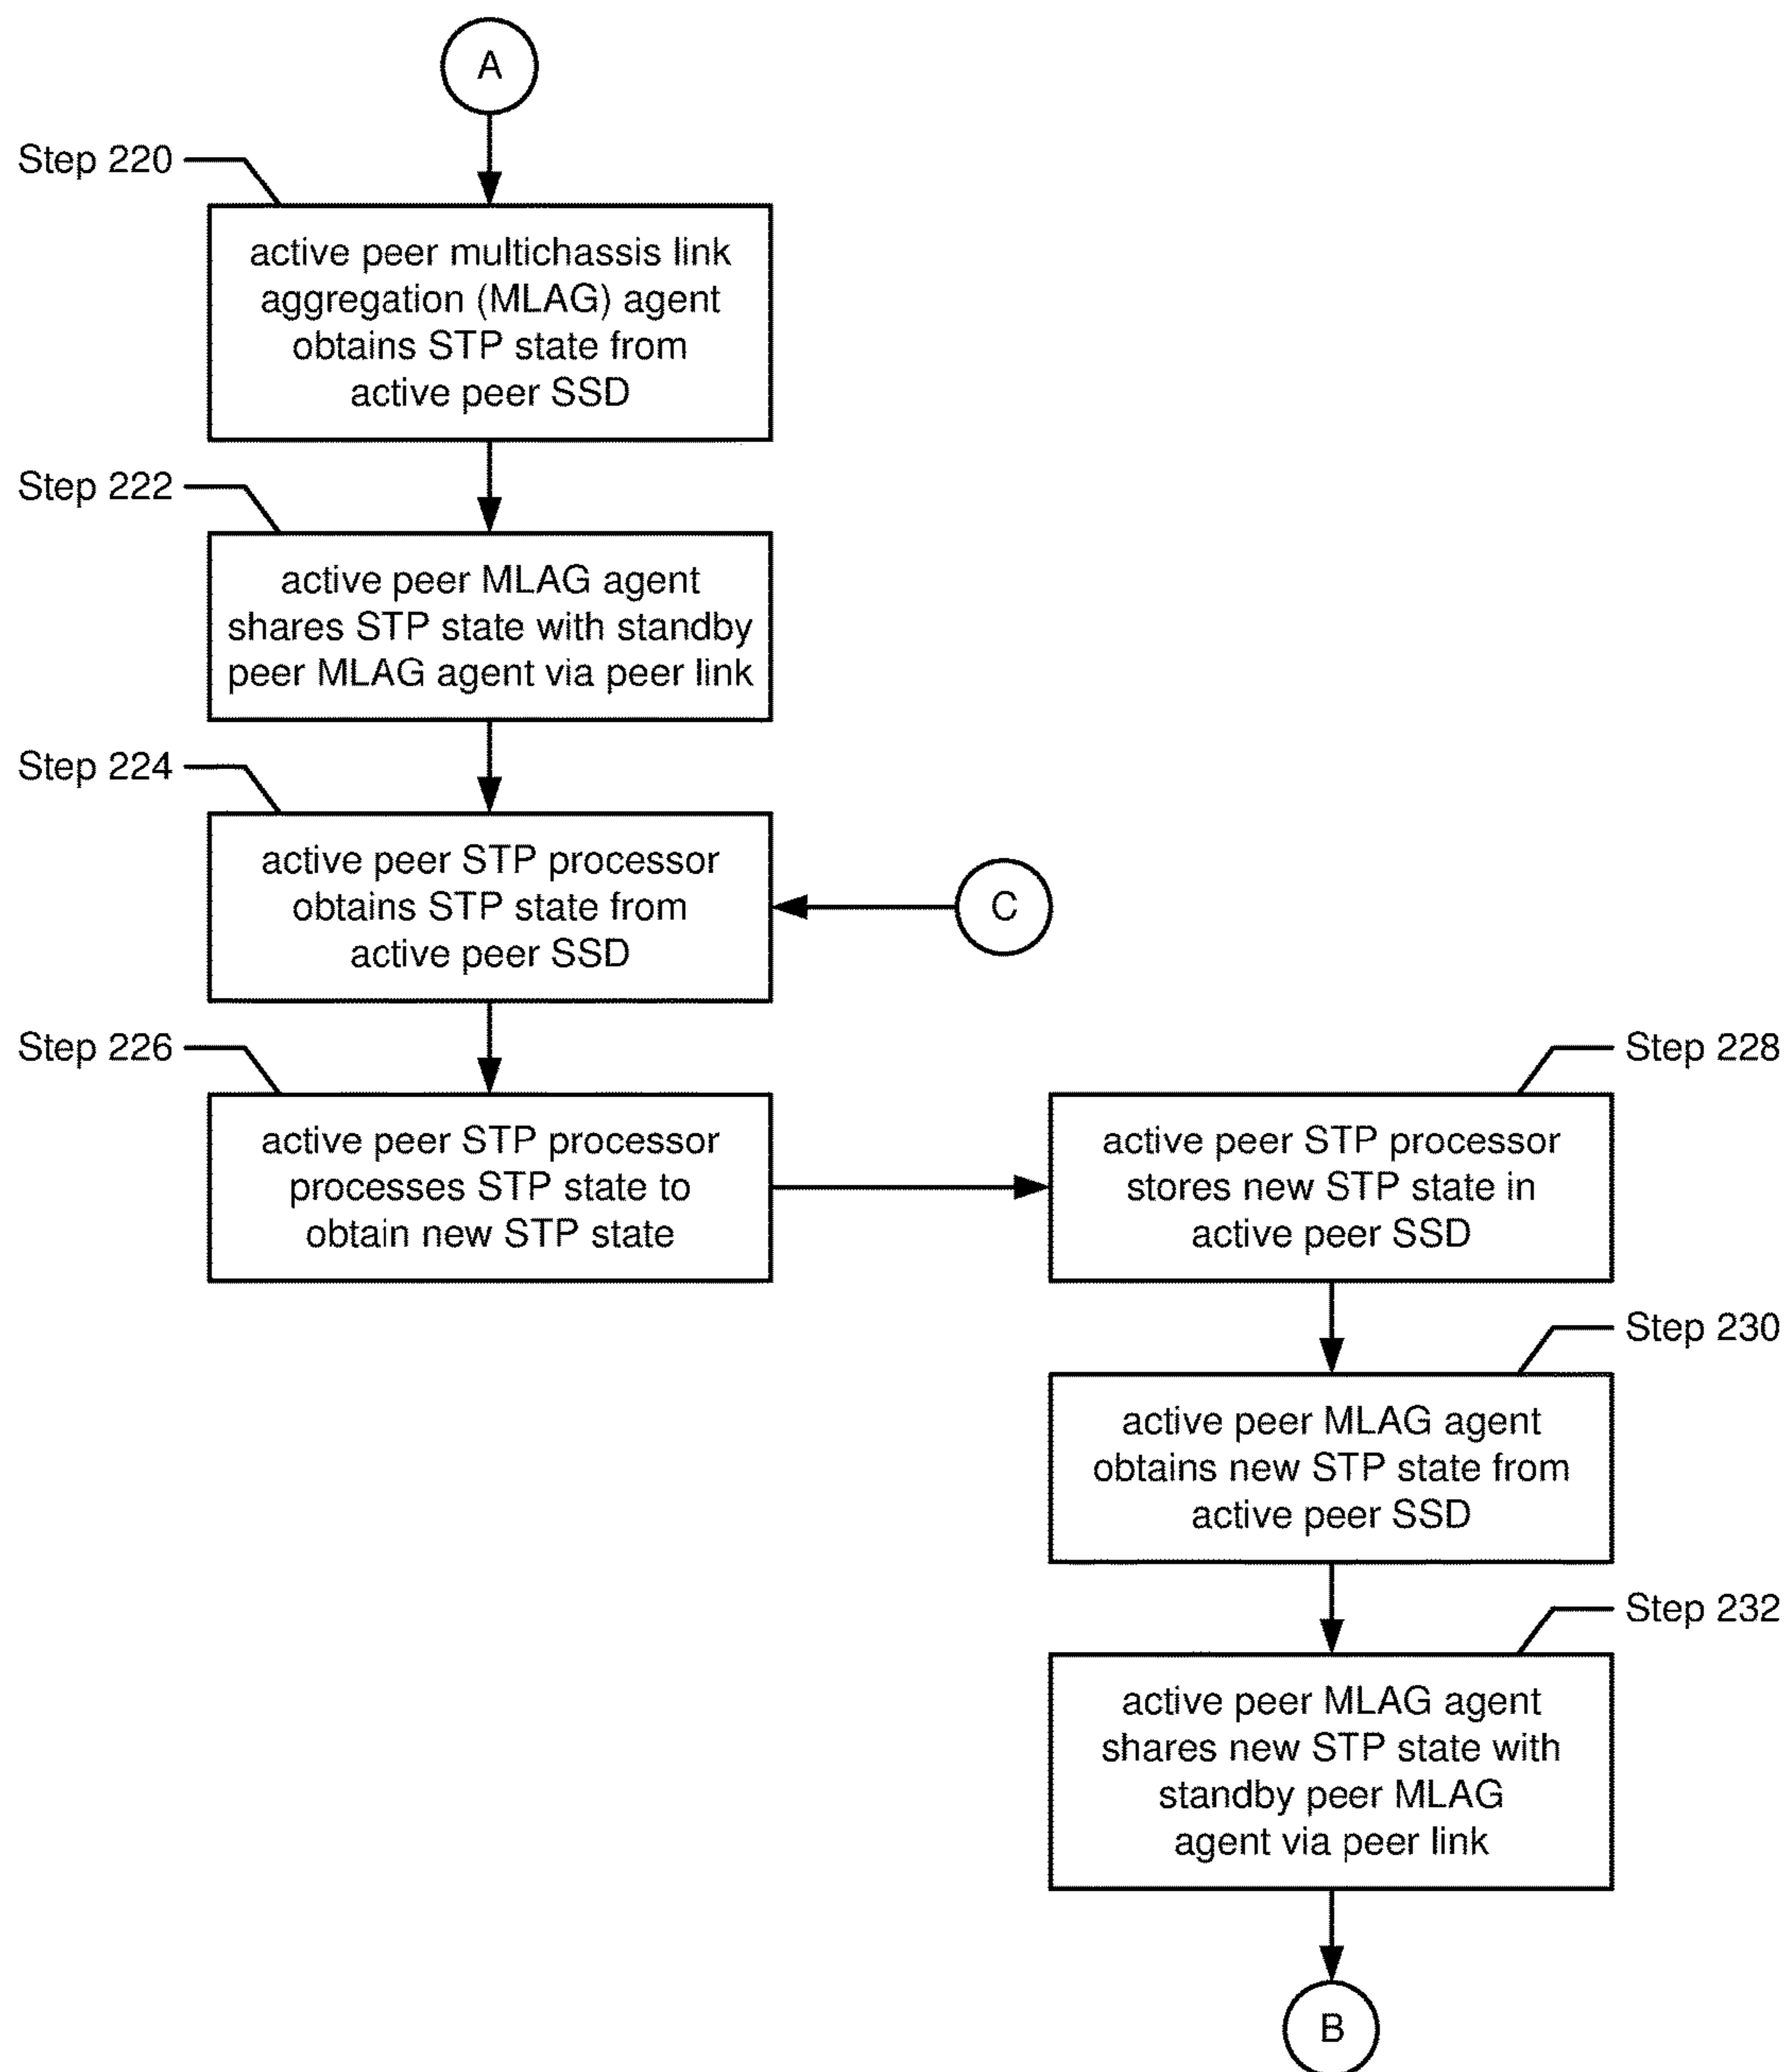 A
Step 220
active peer multichassis link
aggregation (MLAG) agent
obtains STP state from
active peer SSD
Step 222
active peer MLAG agent
shares STP state with standby
peer MLAG agent via peer link
Step 224
active peer STP processor
obtains STP state from
active peer SSD
C
Step 226
active peer STP processor
processes STP state to
obtain new STP state
Step 228
active peer STP processor
stores new STP state in
active peer SSD
Step 230
active peer MLAG agent
obtains new STP state from
active peer SSD
Step 232
active peer MLAG agent
shares new STP state with
standby peer MLAG
agent via peer link
B